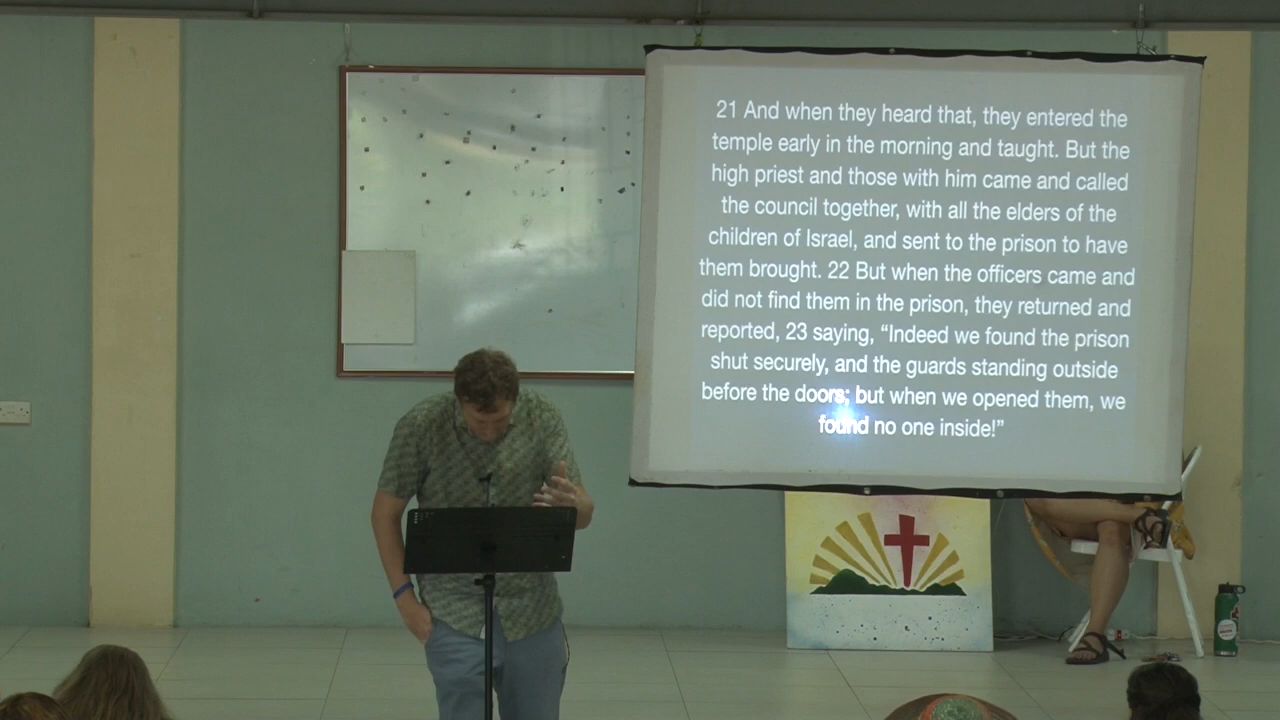 21 And when they heard that, they entered the
temple early in the morning and taught. But the
high priest and those with him came and called
the council together, with all the elders of the
children of Israel, and sent to the prison to have
them brought. 22 But when the officers came and
did not find them in the prison, they returned and
reported, 23 saying, “Indeed we found the prison
shut securely, and the guards standing outside
before the doors; but when we opened them, we
found no one inside!”